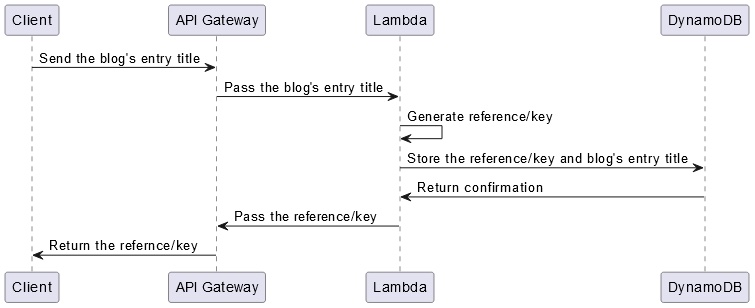 Client API Gateway Lambda DynamoDB
Send the blog's entry title
Pass the blog's entry title
Generate reference/key
Store the reference/key and blog's entry title
Return confirmation
Pass the reference/key
Return the refernce/key
Client API Gateway Lambda DynamoDB